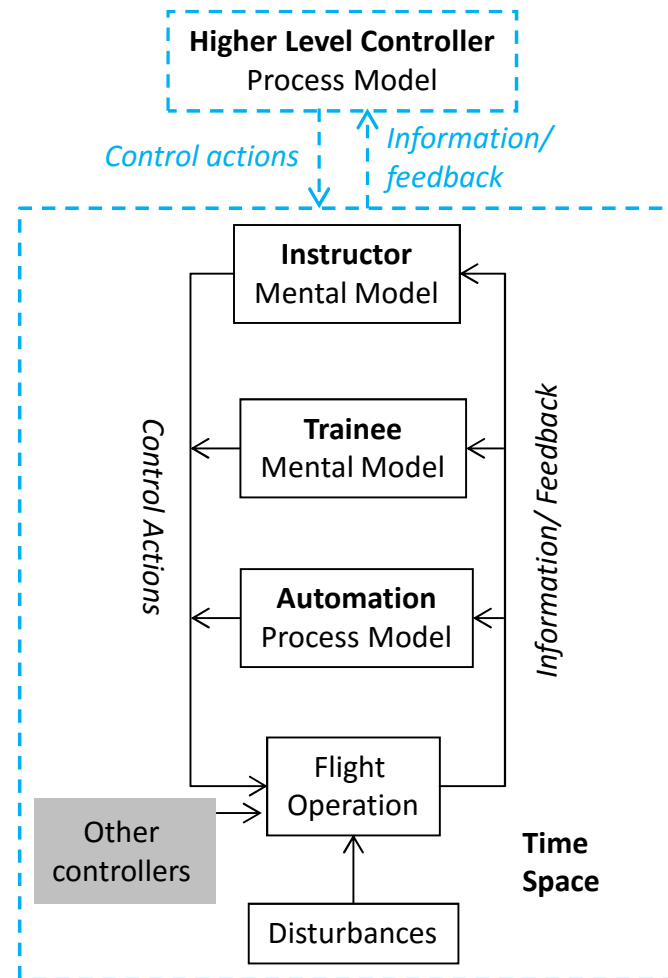 Higher Level Controller
Process Model
Control actions
Information/
feedback
Instructor
Mental Model
Control Actions
Trainee
Mental Model
Information/ Feedback
Automation
Process Model
Flight
Operation
Other
controllers
Time
Space
Disturbances